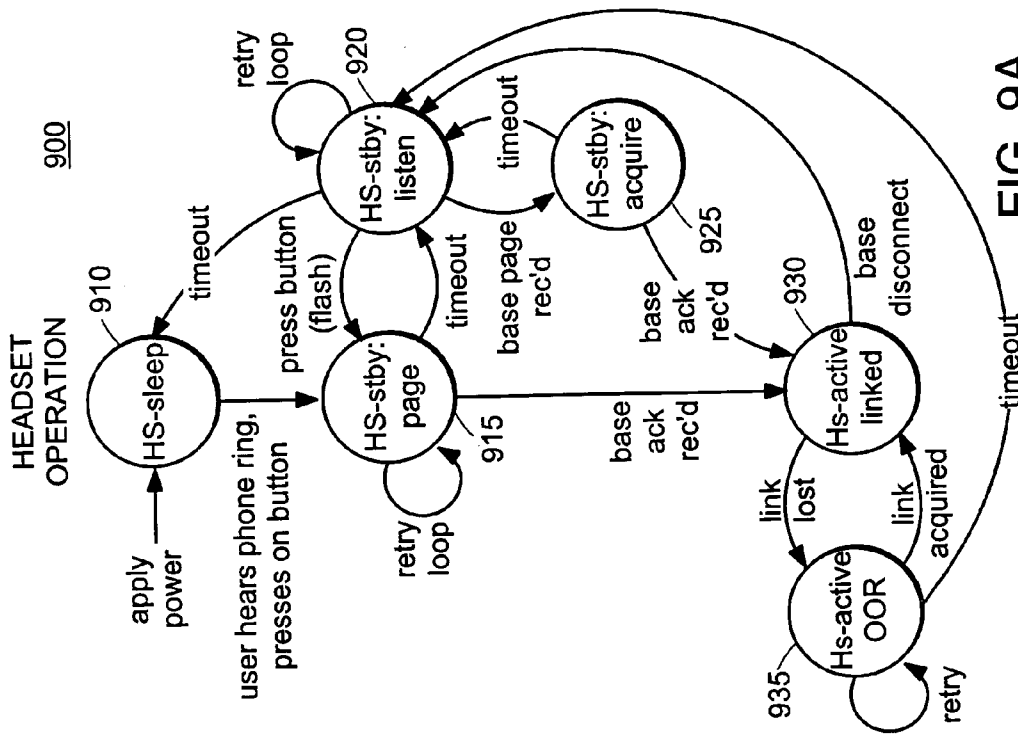 HEADSET
OPERATION
900
apply
power
HS-sleep
910
timeout
user hears phone ring,
presses on button
retry
loop
920
HS-stby:
listen
press button
(flash)
timeout
HS-stby:
page
915
retry
loop
timeout
base page
rec'd
HS-stby:
acquire
925
base
ack
rec'd
base
ack
rec'd
930
Hs-active
linked
base
disconnect
link
lost
link
acquired
935
Hs-active
OOR
retry
timeout
FIG. 9A